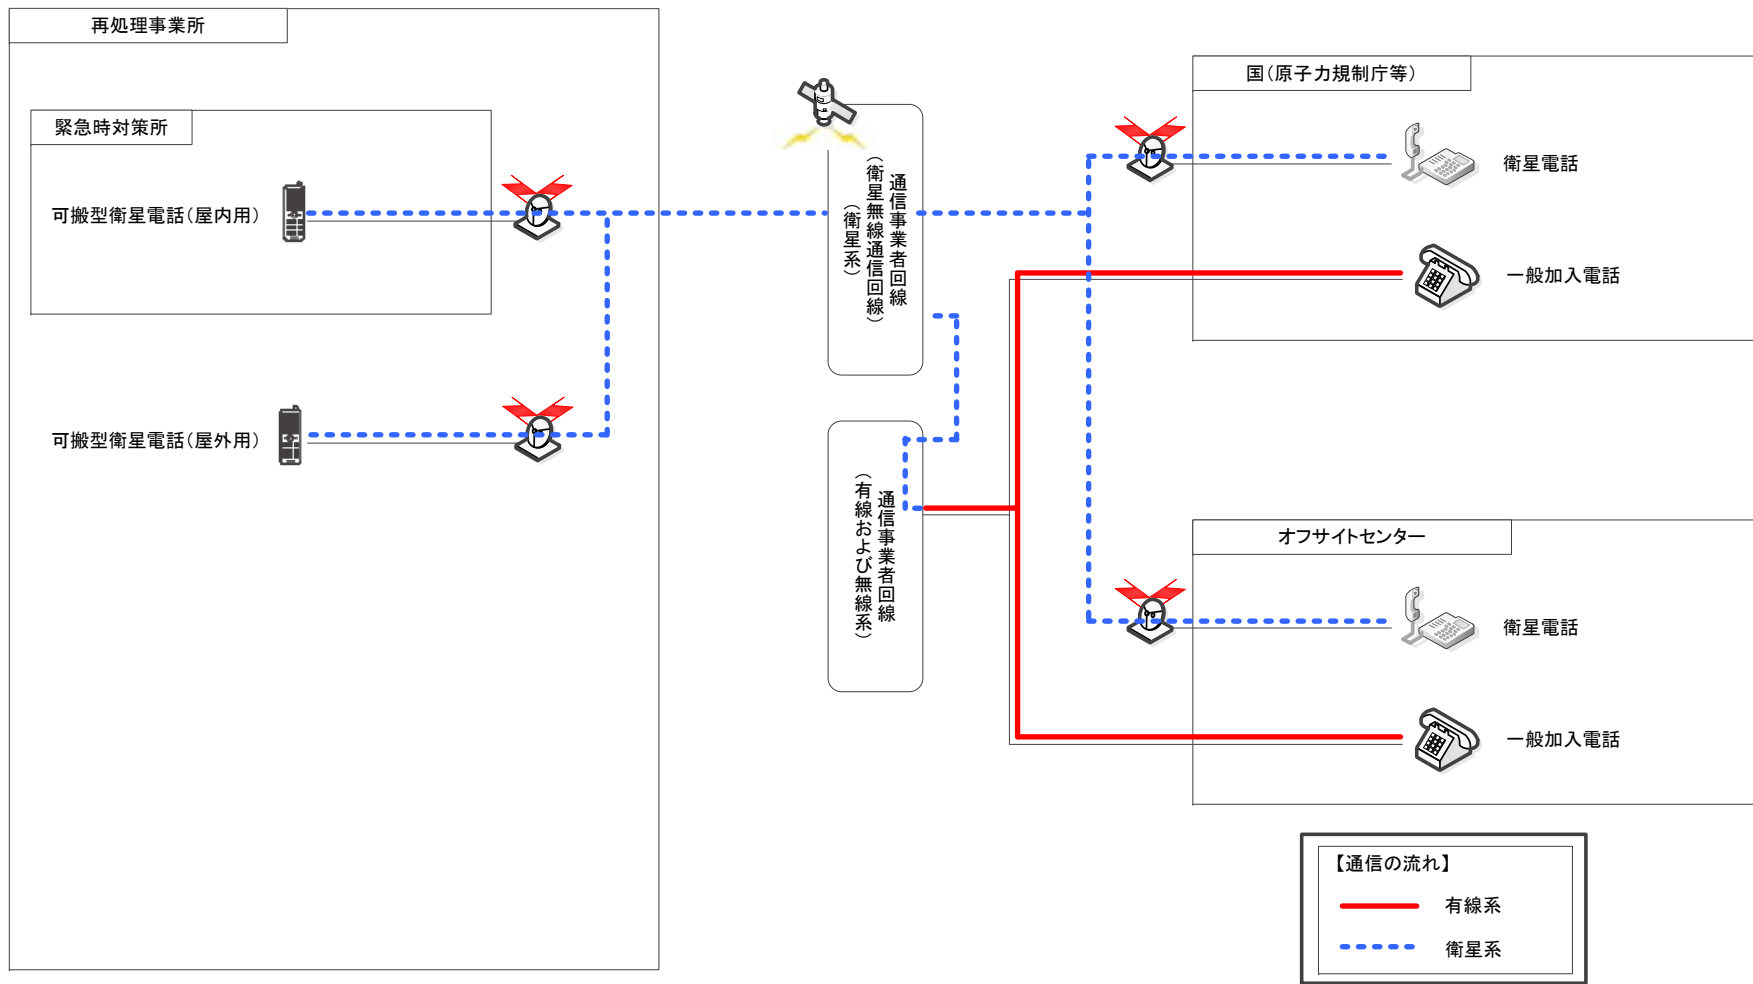 再処理事業所
緊急時対策所
可搬型衛星電話（屋内用）
可搬型衛星電話（屋外用）
通信事業者回線
（衛星無線通信回線）
（衛星系）
通信事業者回線
（有線および無線系）
国（原子力規制庁等）
衛星電話
一般加入電話
オフサイトセンター
衛星電話
一般加入電話
【通信の流れ】
有線系
衛星系